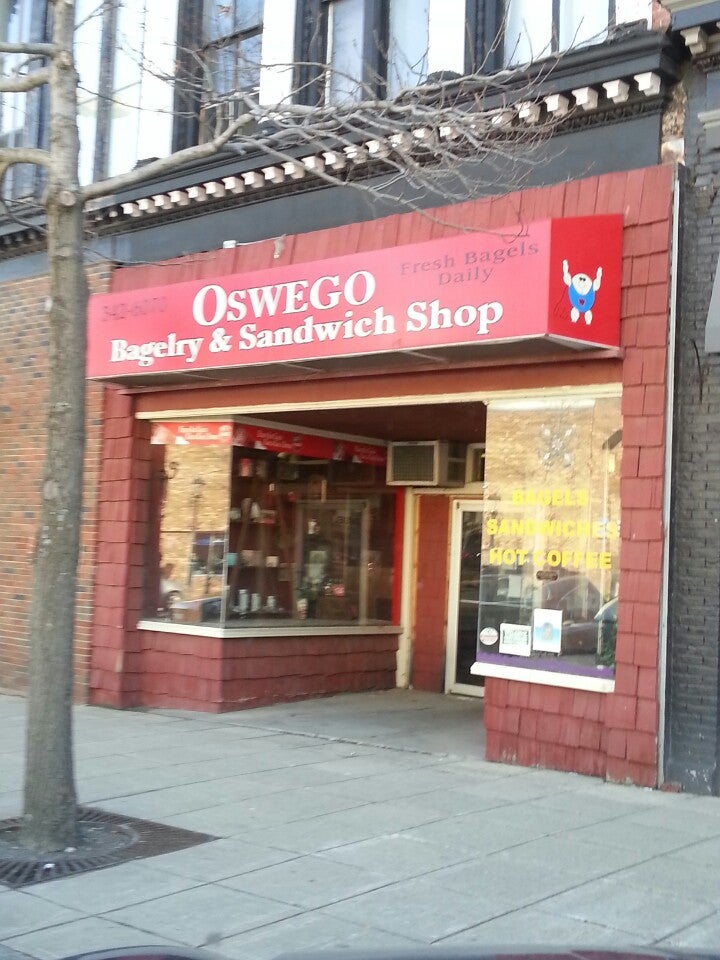 342-6070
OSWEGO
Fresh Bagels
Daily
Bagelry & Sandwich Shop
BAGELS
SANDWICHES
HOT COFFEE